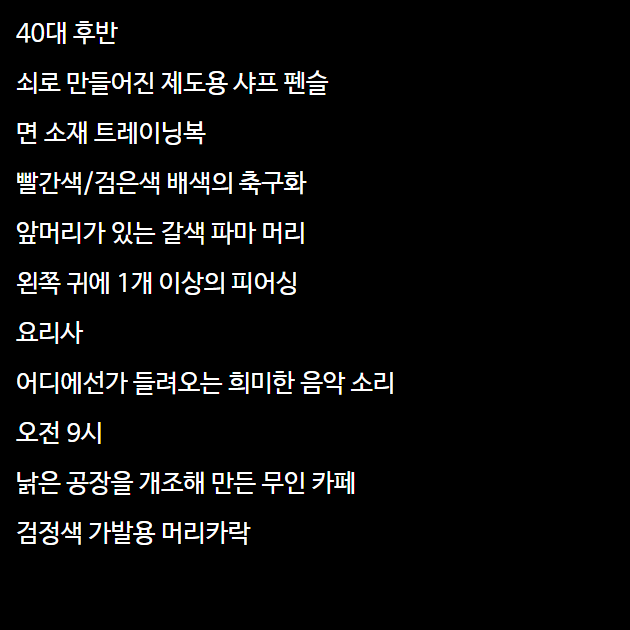 40대 후반
쇠로 만들어진 제도용 샤프 펜슬
면 소재 트레이닝복
빨간색/검은색 배색의 축구화
앞머리가 있는 갈색 파마 머리
왼쪽 귀에 1개 이상의 피어싱
요리사
어디에선가 들려오는 희미한 음악 소리
오전 9시
낡은 공장을 개조해 만든 무인 카페
검정색 가발용 머리카락